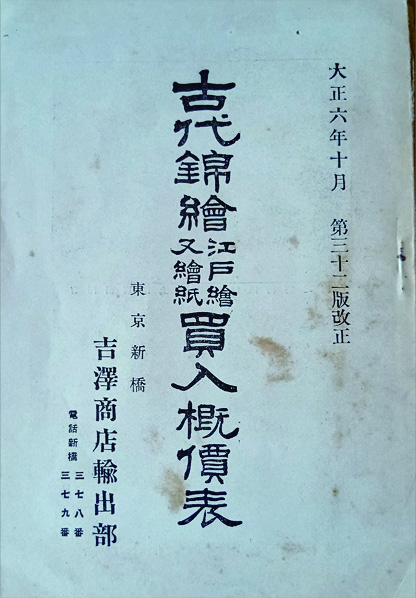 大正六年十月 第三十二版改正
古代錦繪江戸繪又繪紙買入概價表
東京新橋
吉澤商店輸出部
電話新橋 三七八番
三七九番